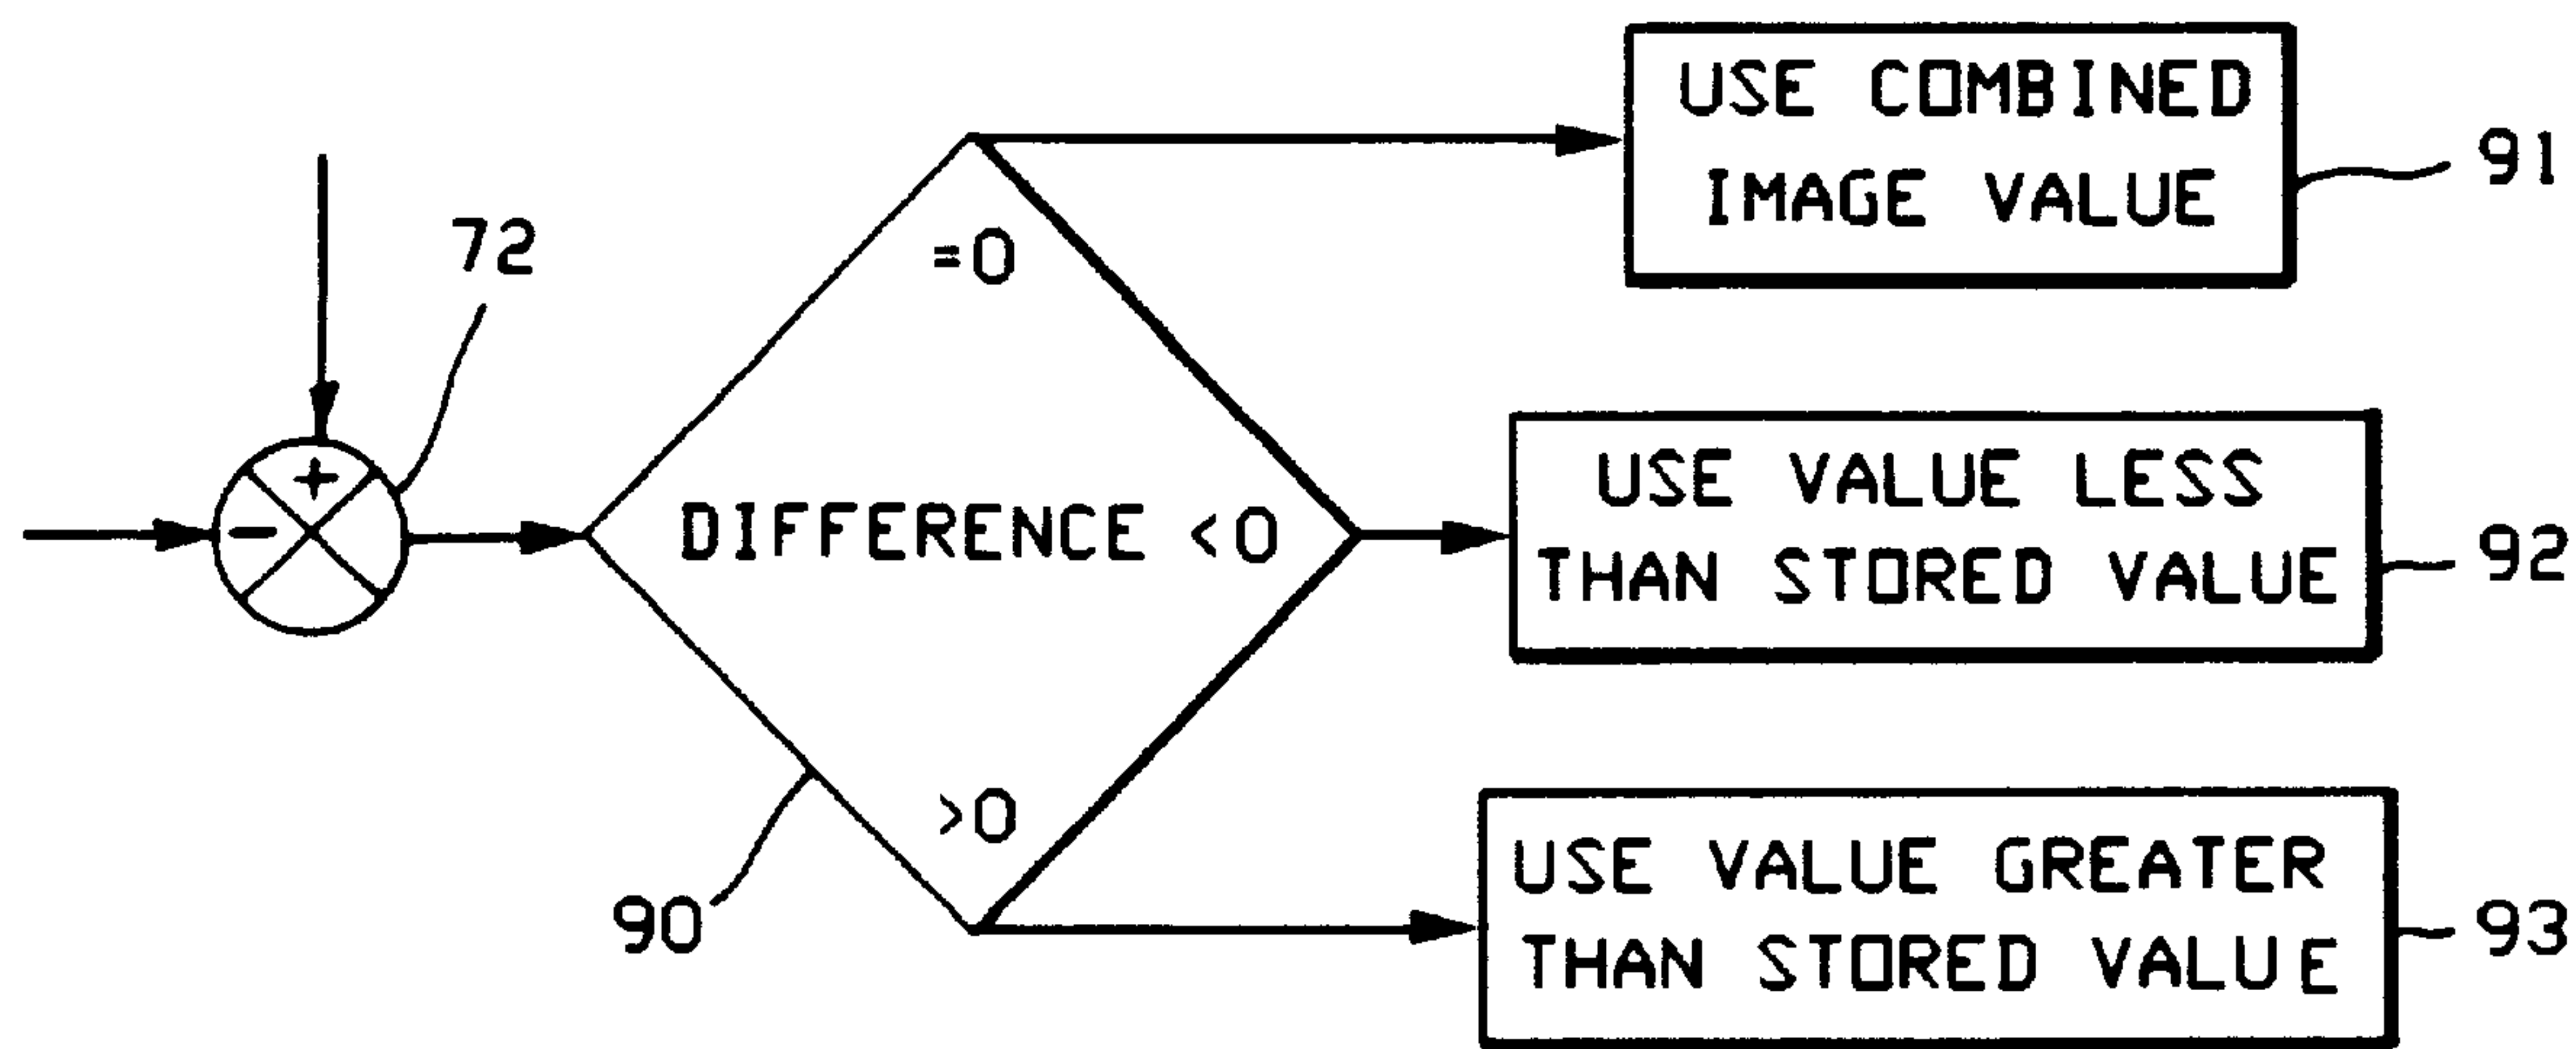 USE COMBINED
IMAGE VALUE
91
72
=0
+
-
DIFFERENCE <0
USE VALUE LESS
THAN STORED VALUE
92
>0
90
USE VALUE GREATER
THAN STORED VALUE
93